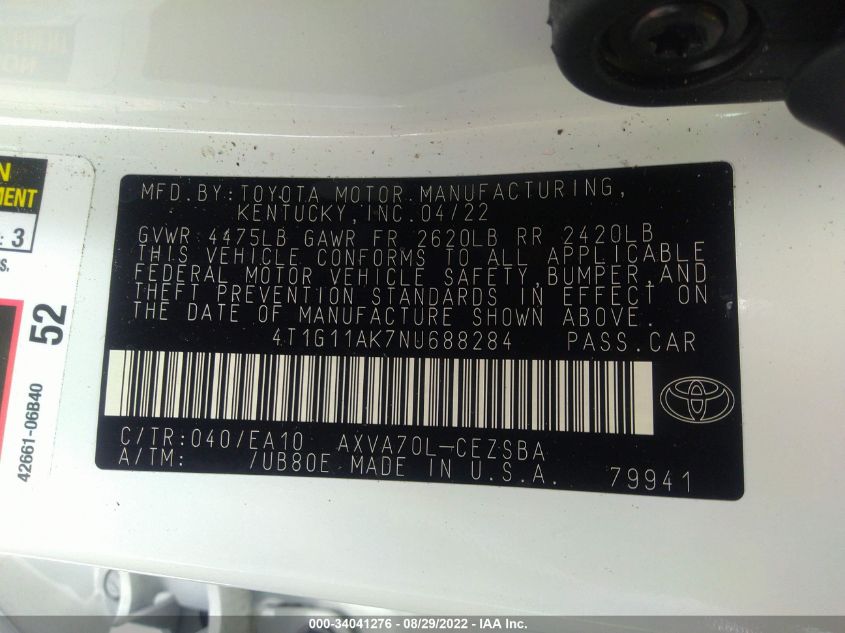 MFD.BY:TOYOTA MOTOR MANUFACTURING,
KENTUCKY, INC. 04/22
GVWR 4475LB GAWR FR 2620LB RR 2420LB
THIS VEHICLE CONFORMS TO ALL APPLICABLE
FEDERAL MOTOR VEHICLE SAFETY, BUMPER, AND
THEFT PREVENTION STANDARDS IN EFFECT ON
THE DATE OF MANUFACTURE SHOWN ABOVE.
4T1G11AK7NU688284 PASS.CAR
C/TR:040/EA10 AXVA70L-CEZSBA
A/TM: /UB80E MADE IN U.S.A. 79941
N
MENT
: 3
S.
52
42661-06B40
000-34041276 - 08/29/2022 - IAA Inc.